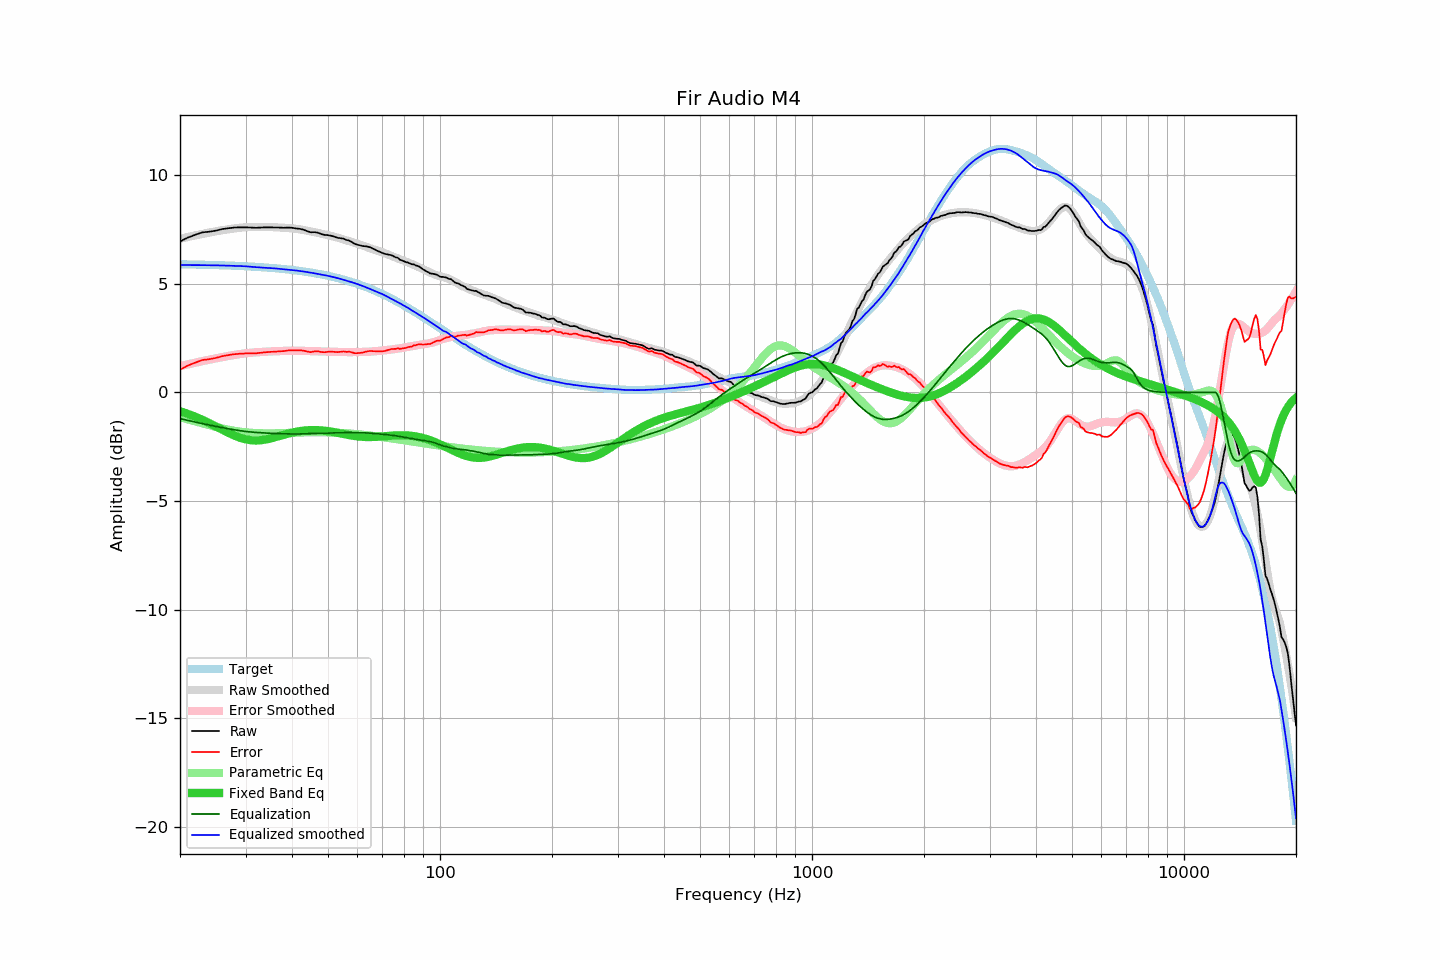 Fir Audio M4
10
5
0
−5
−10
−15
−20
Amplitude (dBr)
Target
Raw Smoothed
Error Smoothed
Raw
Error
Parametric Eq
Fixed Band Eq
Equalization
Equalized smoothed
100
1000
10000
Frequency (Hz)